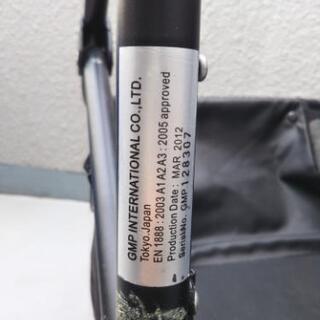 GMP INTERNATIONAL CO.,LTD.
Tokyo.Japan
EN 1888 : 2003 A1 A2 A3 : 2005 approved
Production Date : MAR 2012
SerialNo. GMP128307